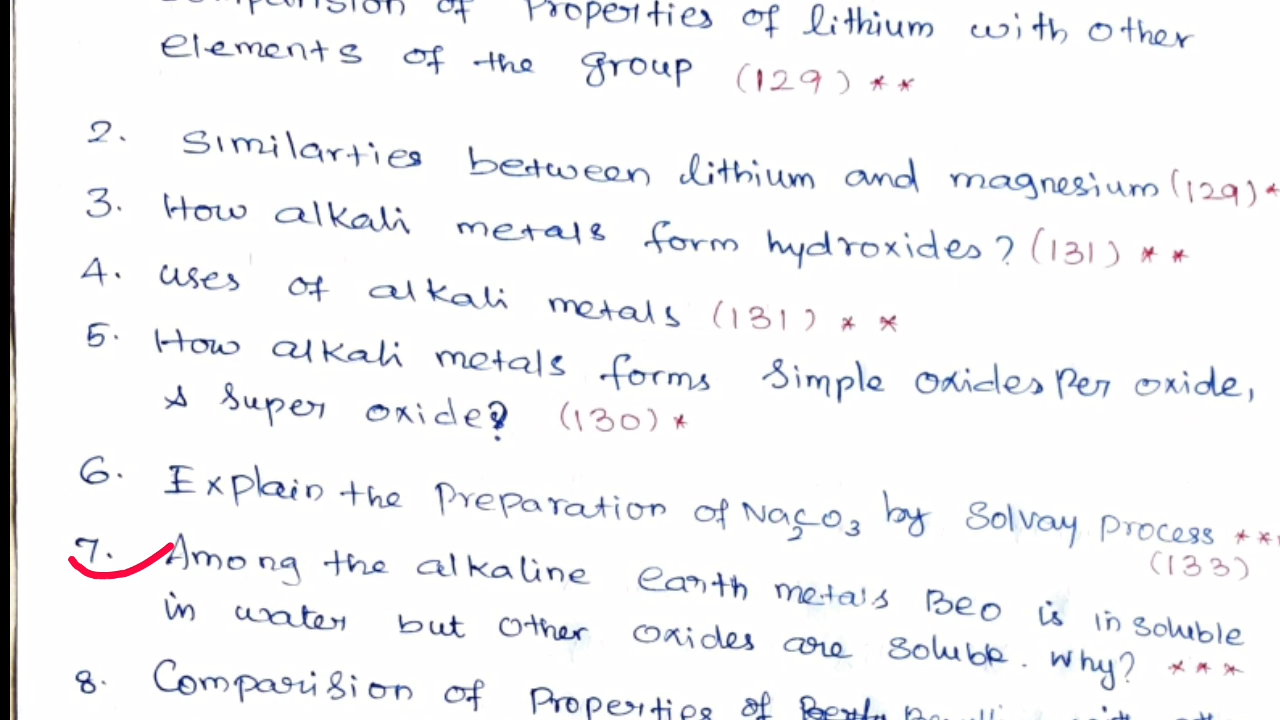 Comparision of Properties of lithium with other
elements of the group (129) **
2. Similarties between lithium and magnesium (129) *
3. How alkali metals form hydroxides? (131) **
4. uses of alkali metals (131) * *
5. How alkali metals forms Simple oxides Per oxide,
& super oxide? (130) *
6. Explain the preparation of Na2CO3 by Solvay process ***
(133)
7. Among the alkaline earth metals BeO is insoluble
in water but other oxides are soluble. Why? ***
8. Comparision of Properties of